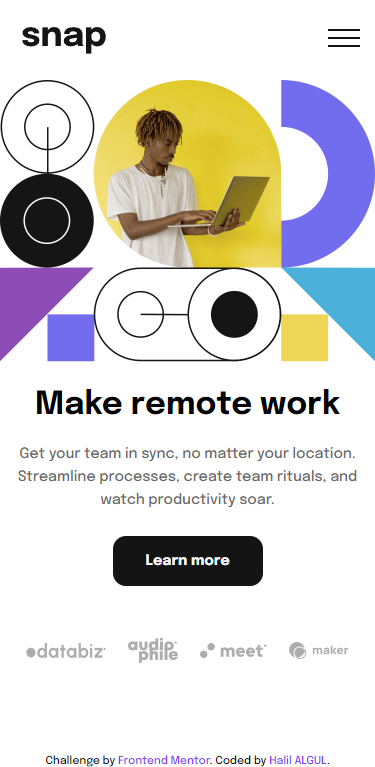 snap
Make remote work
Get your team in sync, no matter your location.
Streamline processes, create team rituals, and
watch productivity soar.
Learn more
databiz
audiophile
meet
maker
Challenge by Frontend Mentor. Coded by Halil ALGUL.